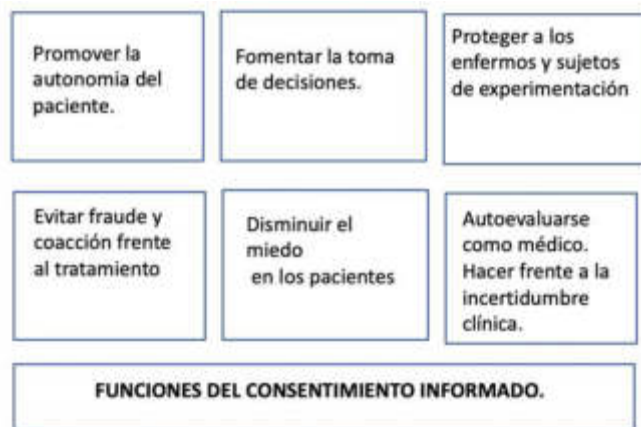 Promover la
autonomia del
paciente.
Fomentar la toma
de decisiones.
Proteger a los
enfermos y sujetos
de experimentación
Evitar fraude y
coacción frente
al tratamiento
Disminuir el
miedo
en los pacientes
Autoevaluarse
como médico.
Hacer frente a la
incertidumbre
clínica.
FUNCIONES DEL CONSENTIMIENTO INFORMADO.